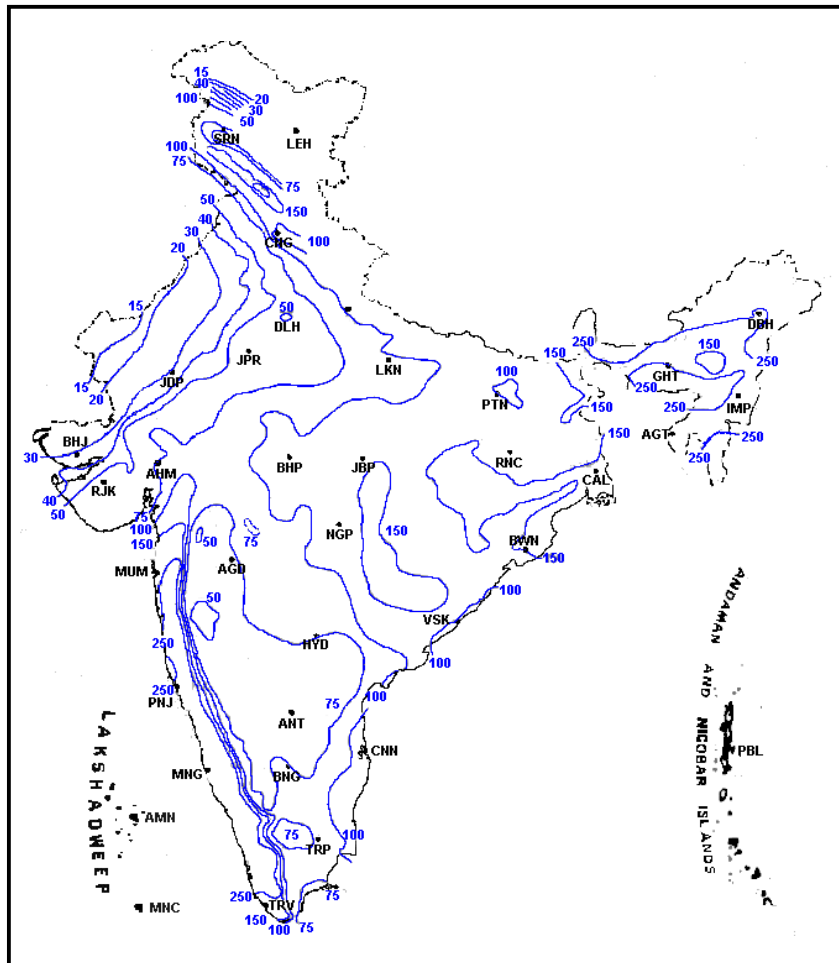 15
40
100
20
30
50
SRN
LEH
100
75
75
50
150
40
30
CNG
100
20
15
50
DLH
DBH
250
150
150
250
JPR
LKN
100
GHT
JDP
15
20
250
PTN
150
250
IMP
BHJ
150
AGT
250
250
30
AHM
BHP
JBP
RNC
CAL
RJK
40
50
75
100
150
50
75
NGP
150
BWN
150
AGD
MUM
100
50
VSK
250
HYD
100
250
PNJ
100
75
ANT
CNN
MNG
BNG
AMN
75
TRP
100
250
TRV
75
MNC
150
100
75
LAKSHADWEEP
ANDAMAN AND NICOBAR ISLANDS
PBL